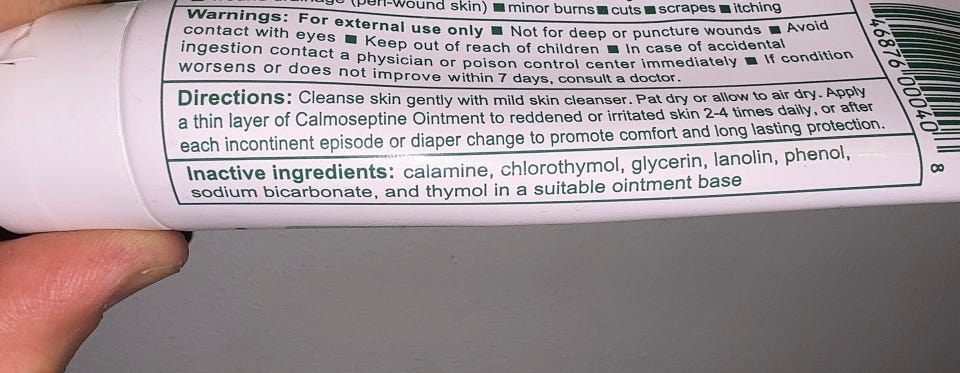 (peri-wound skin) ■ minor burns ■ cuts ■ scrapes ■ itching
Warnings: For external use only ■ Not for deep or puncture wounds ■ Avoid
contact with eyes ■ Keep out of reach of children ■ In case of accidental
ingestion contact a physician or poison control center immediately ■ If condition
worsens or does not improve within 7 days, consult a doctor.
Directions: Cleanse skin gently with mild skin cleanser. Pat dry or allow to air dry. Apply
a thin layer of Calmoseptine Ointment to reddened or irritated skin 2-4 times daily, or after
each incontinent episode or diaper change to promote comfort and long lasting protection.
Inactive ingredients: calamine, chlorothymol, glycerin, lanolin, phenol,
sodium bicarbonate, and thymol in a suitable ointment base
8